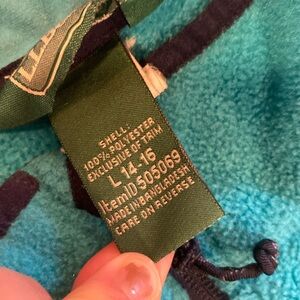 SHELL:
100% POLYESTER
EXCLUSIVE OF TRIM
L 14-16
ItemID 505069
MADE IN BANGLADESH
CARE ON REVERSE